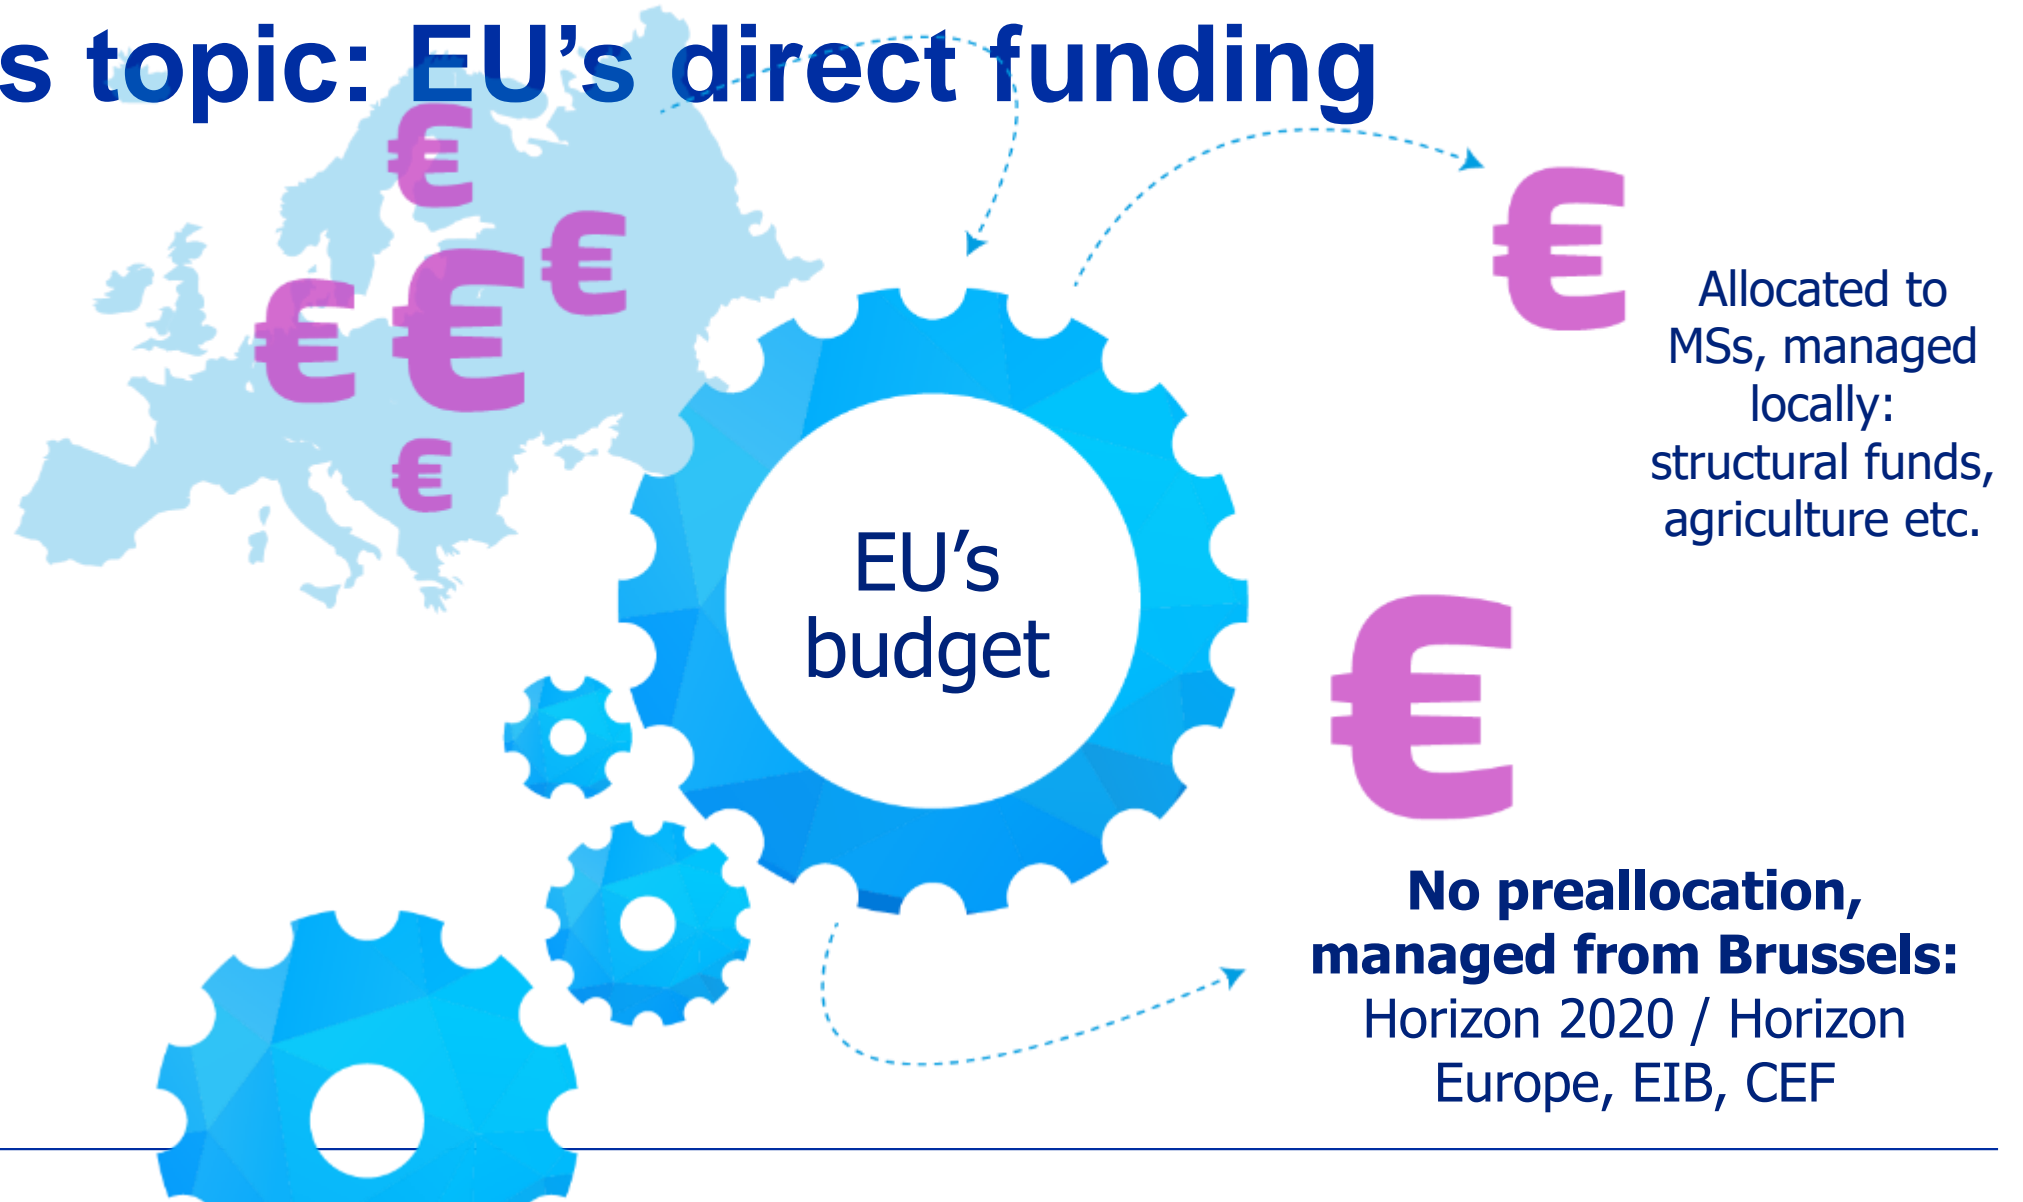 s topic: EU’s direct funding
€
€
€
€
€
€
Allocated to
MSs, managed
locally:
structural funds,
agriculture etc.
EU’s
budget
€
No preallocation,
managed from Brussels:
Horizon 2020 / Horizon
Europe, EIB, CEF